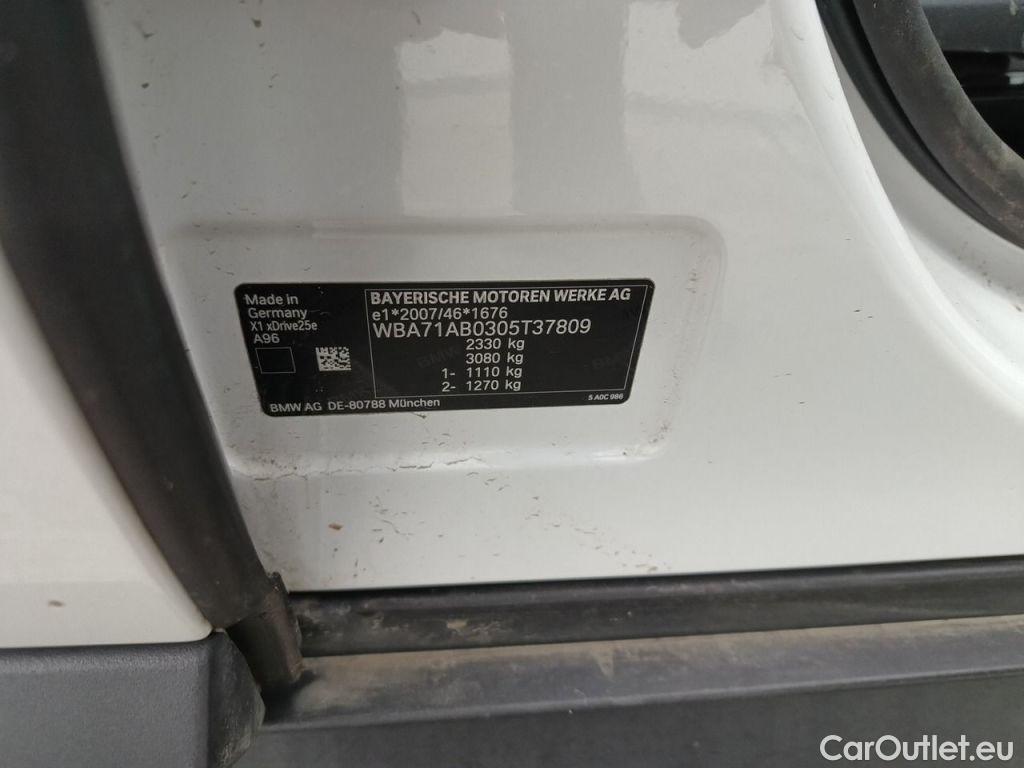 Made in
Germany
X1 xDrive25e
A96
BAYERISCHE MOTOREN WERKE AG
e1*2007/46*1676
WBA71AB0305T37809
2330 kg
3080 kg
1- 1110 kg
2- 1270 kg
BMW AG DE-80788 München
5 A0C 986
CarOutlet.eu